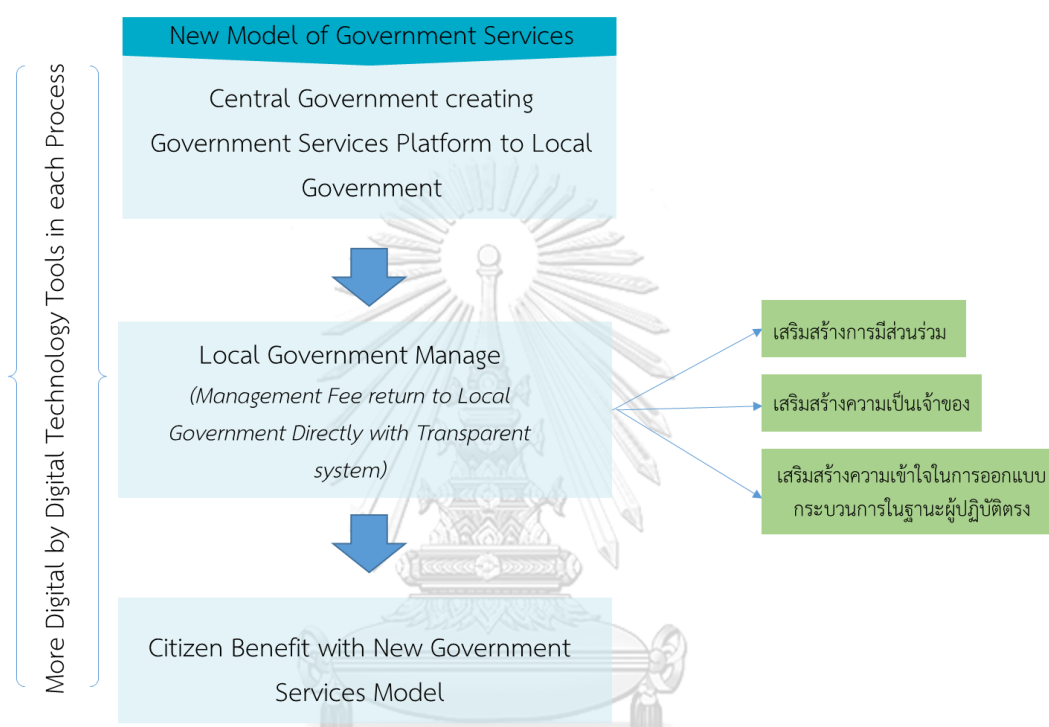 New Model of Government Services
Central Government creating
Government Services Platform to Local
Government
More Digital by Digital Technology Tools in each Process
Local Government Manage
(Management Fee return to Local
Government Directly with Transparent
system)
เสริมสร้างการมีส่วนร่วม
เสริมสร้างความเป็นเจ้าของ
เสริมสร้างความเข้าใจในการออกแบบ
กระบวนการในฐานะผู้ปฏิบัติตรง
Citizen Benefit with New Government
Services Model